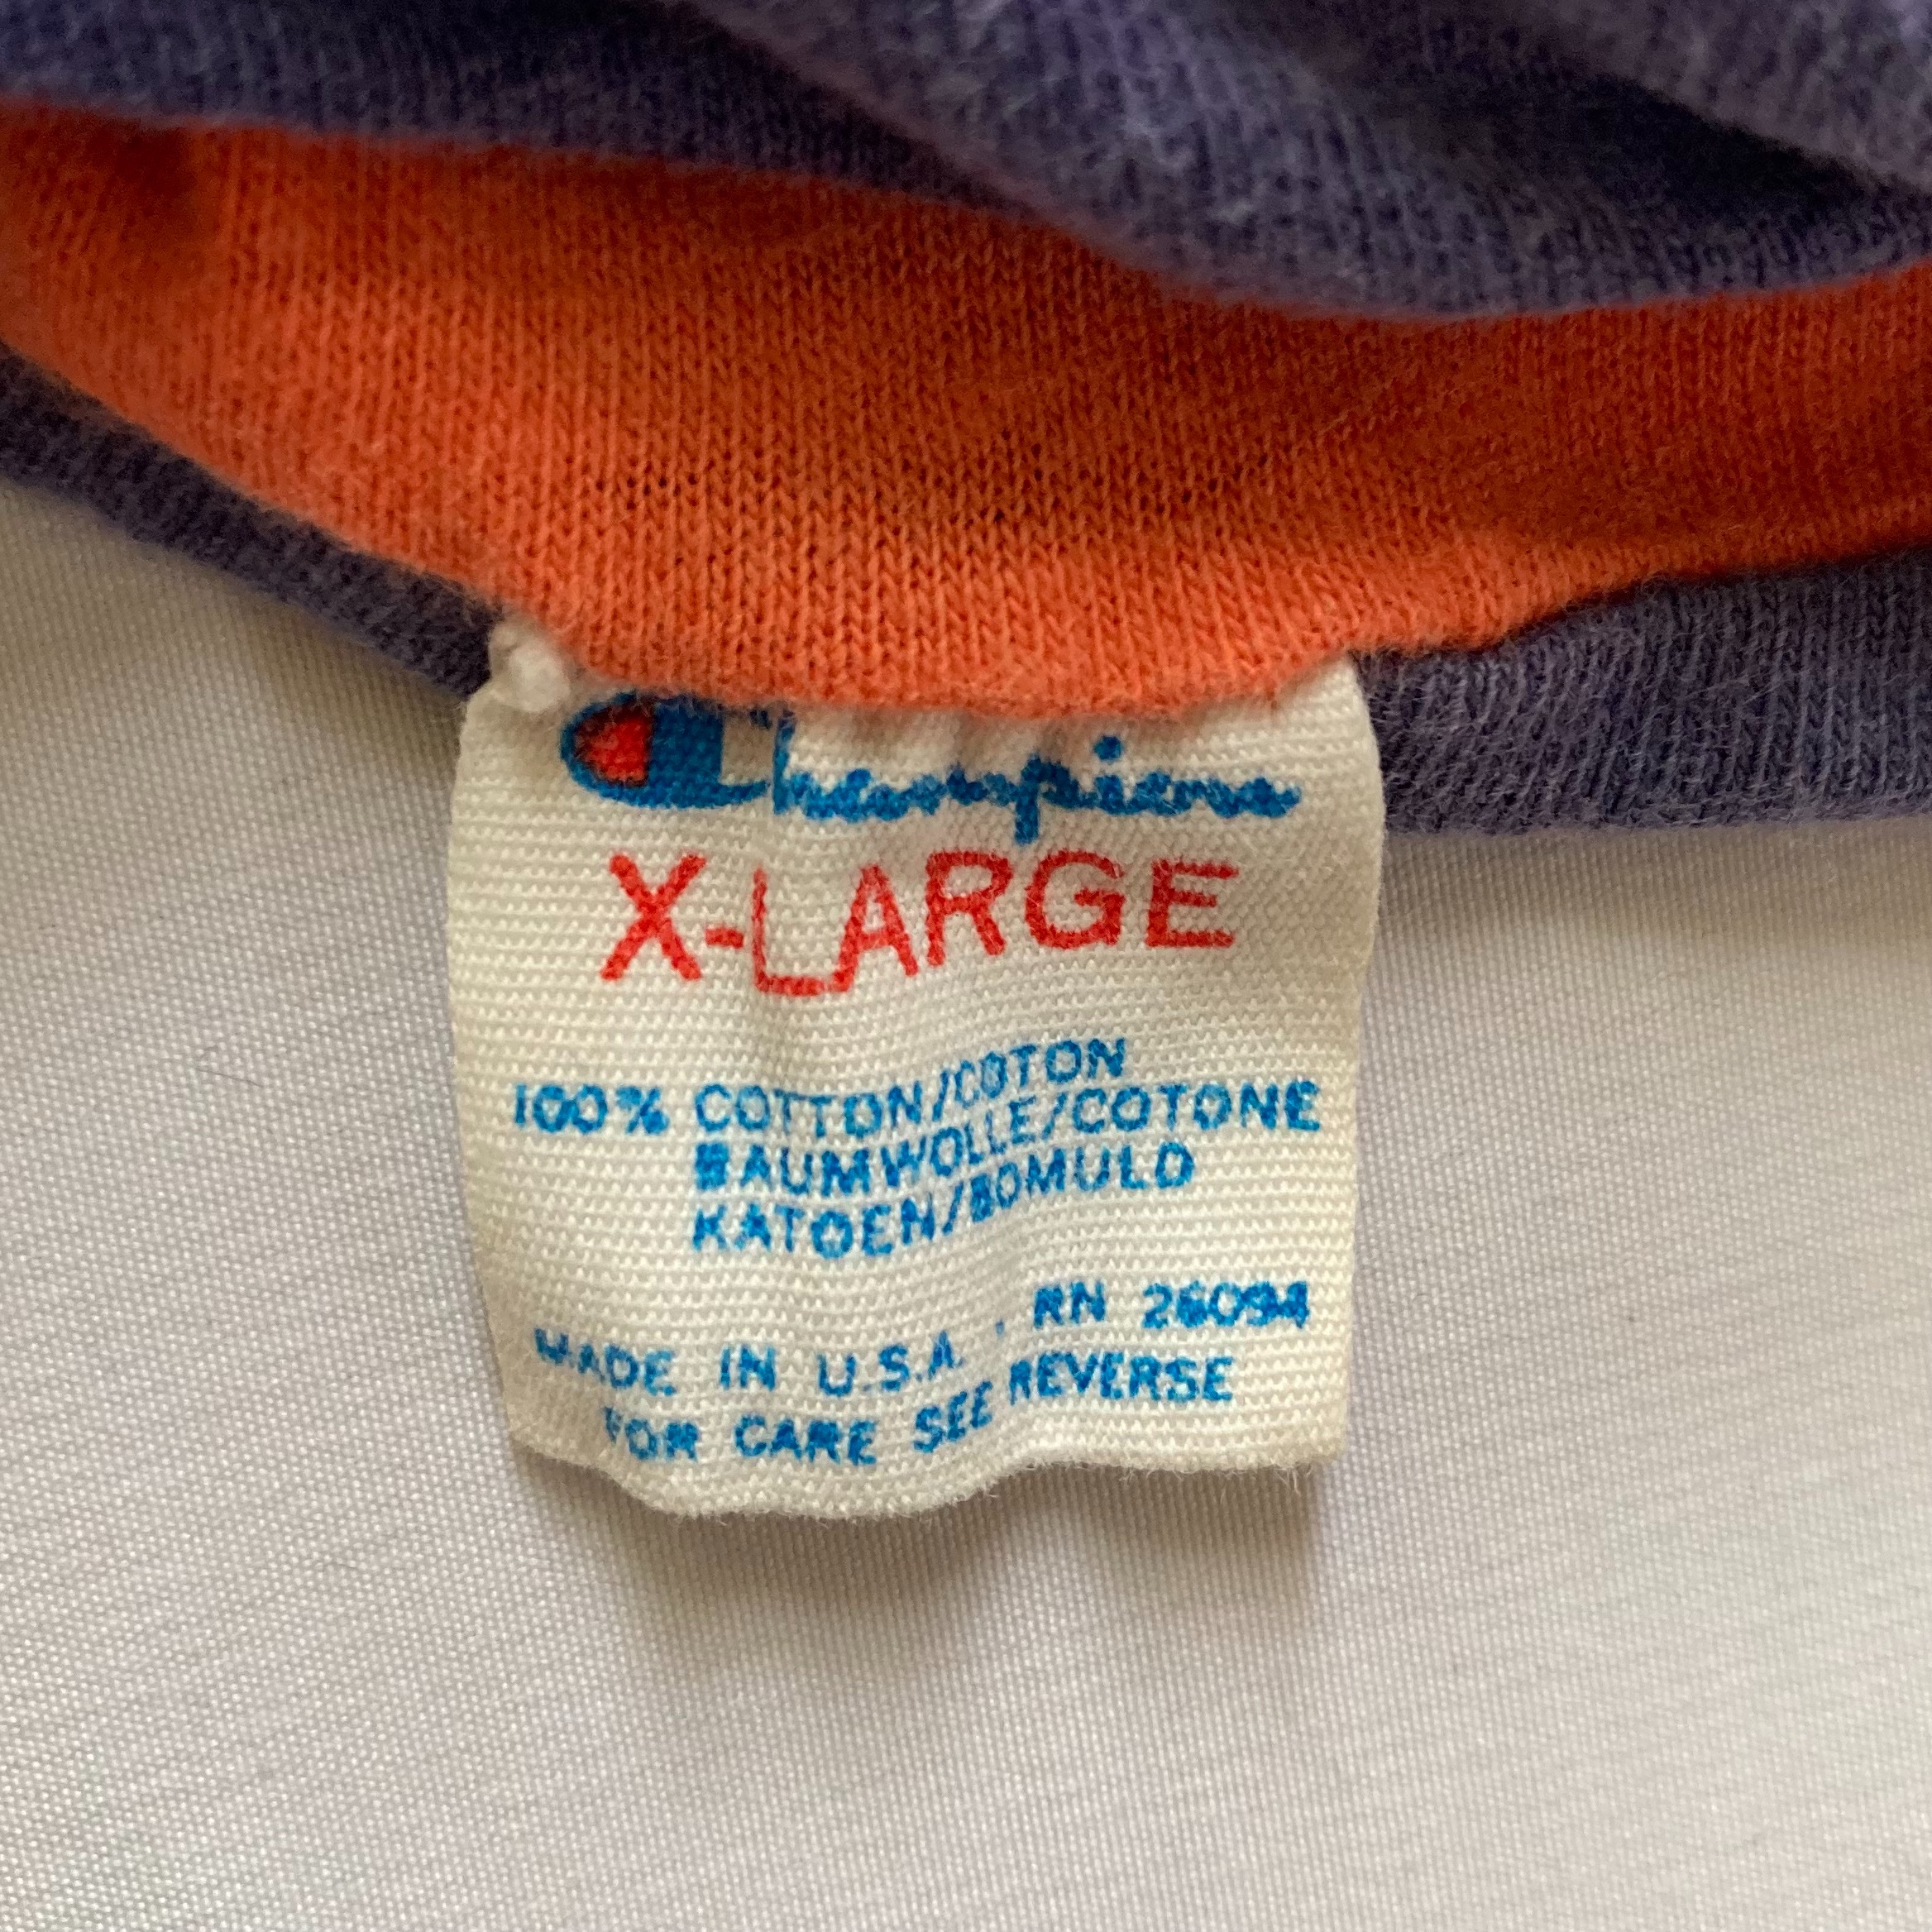 Champion
X-LARGE
100% COTTON/COTON
BAUMWOLLE/COTONE
KATOEN/BOMULD
MADE IN U.S.A. RN 26094
FOR CARE SEE REVERSE